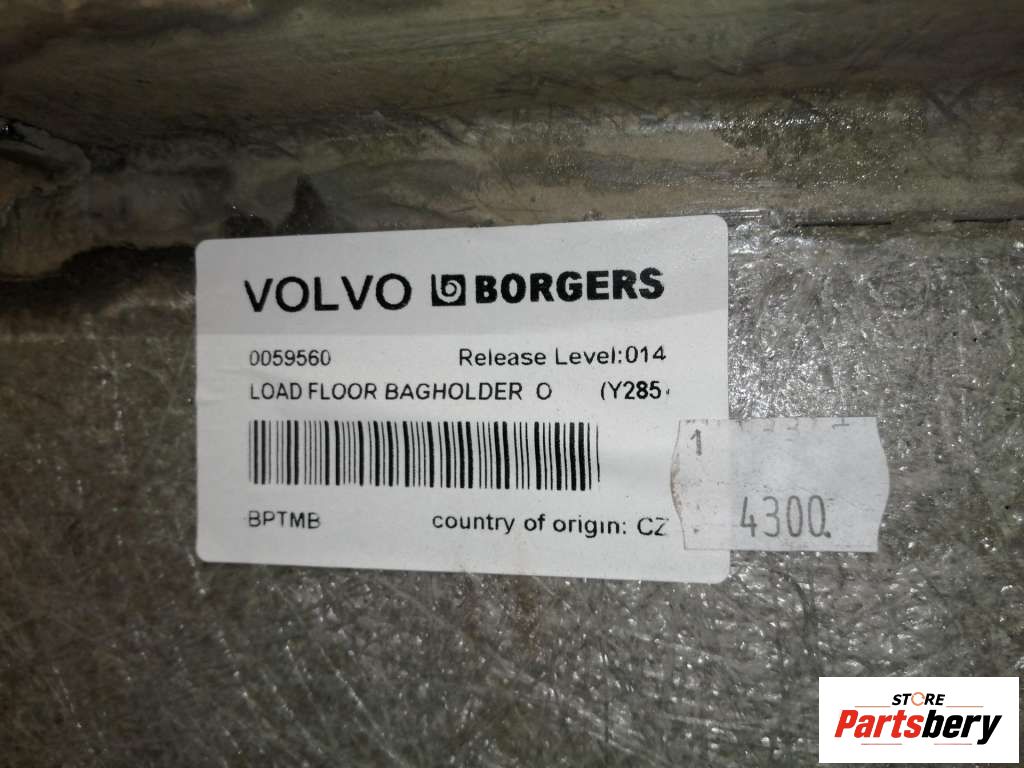 VOLVO BORGERS
0059560 Release Level:014
LOAD FLOOR BAGHOLDER O (Y285
BPTMB country of origin: CZ
1
4300.
STORE
Partsbery